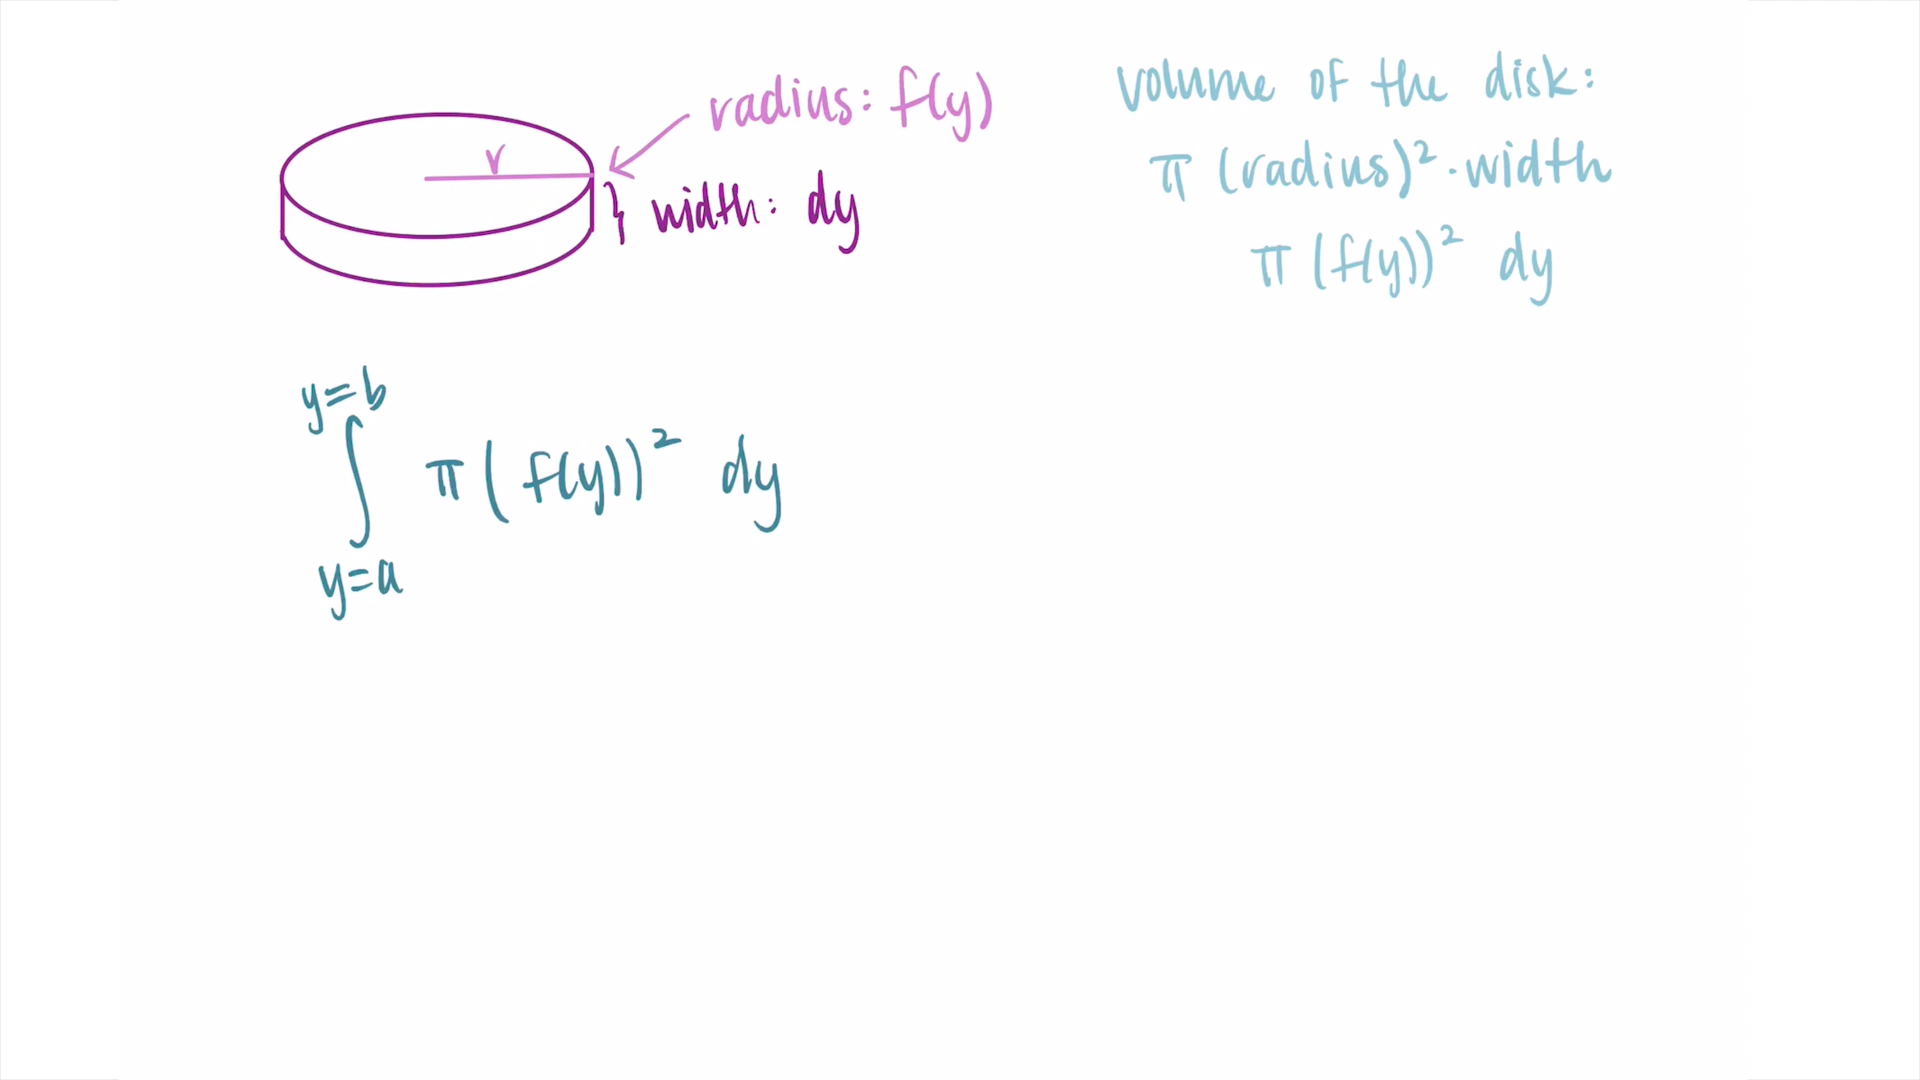 radius: f(y)
r
width: dy
volume of the disk:
π (radius)² · width
π (f(y))² dy
y=b
∫ π ( f(y))² dy
y=a